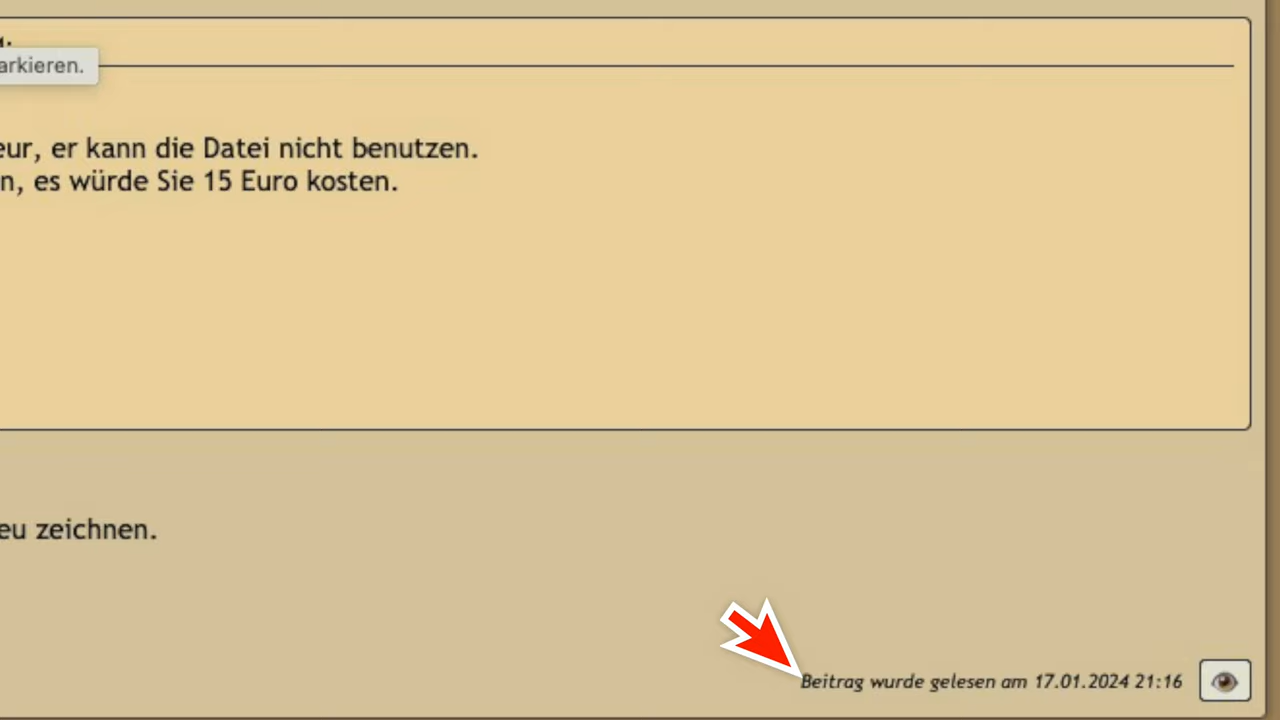 arkieren.
eur, er kann die Datei nicht benutzen.
n, es würde Sie 15 Euro kosten.
eu zeichnen.
Beitrag wurde gelesen am 17.01.2024 21:16